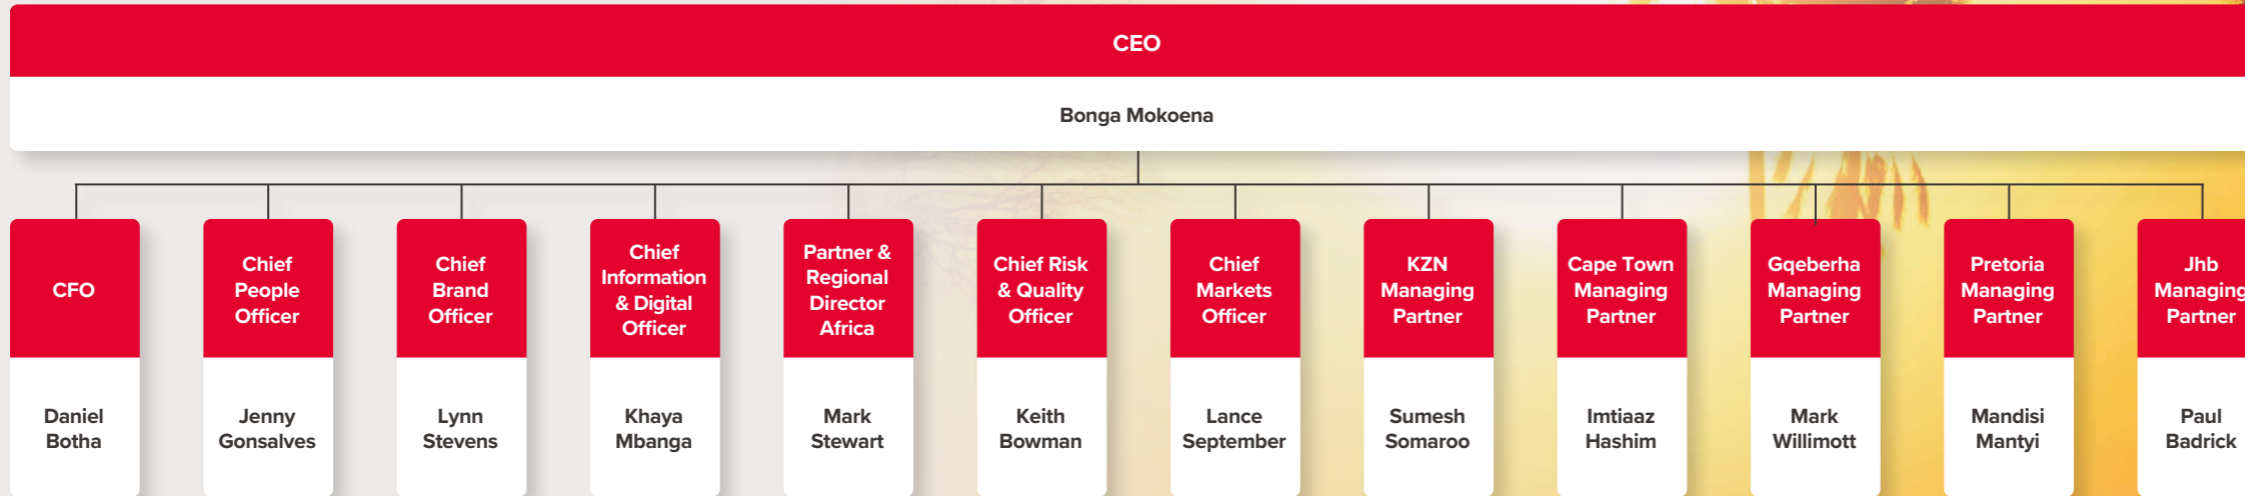 CEO
Bonga Mokoena
CFO
Daniel
Botha
Chief
People
Officer
Jenny
Gonsalves
Chief
Brand
Officer
Lynn
Stevens
Chief
Information
& Digital
Officer
Khaya
Mbanga
Partner &
Regional
Director
Africa
Mark
Stewart
Chief Risk
& Quality
Officer
Keith
Bowman
Chief
Markets
Officer
Lance
September
KZN
Managing
Partner
Sumesh
Somaroo
Cape Town
Managing
Partner
Imtiaaz
Hashim
Gqeberha
Managing
Partner
Mark
Willimott
Pretoria
Managing
Partner
Mandisi
Mantyi
Jhb
Managing
Partner
Paul
Badrick